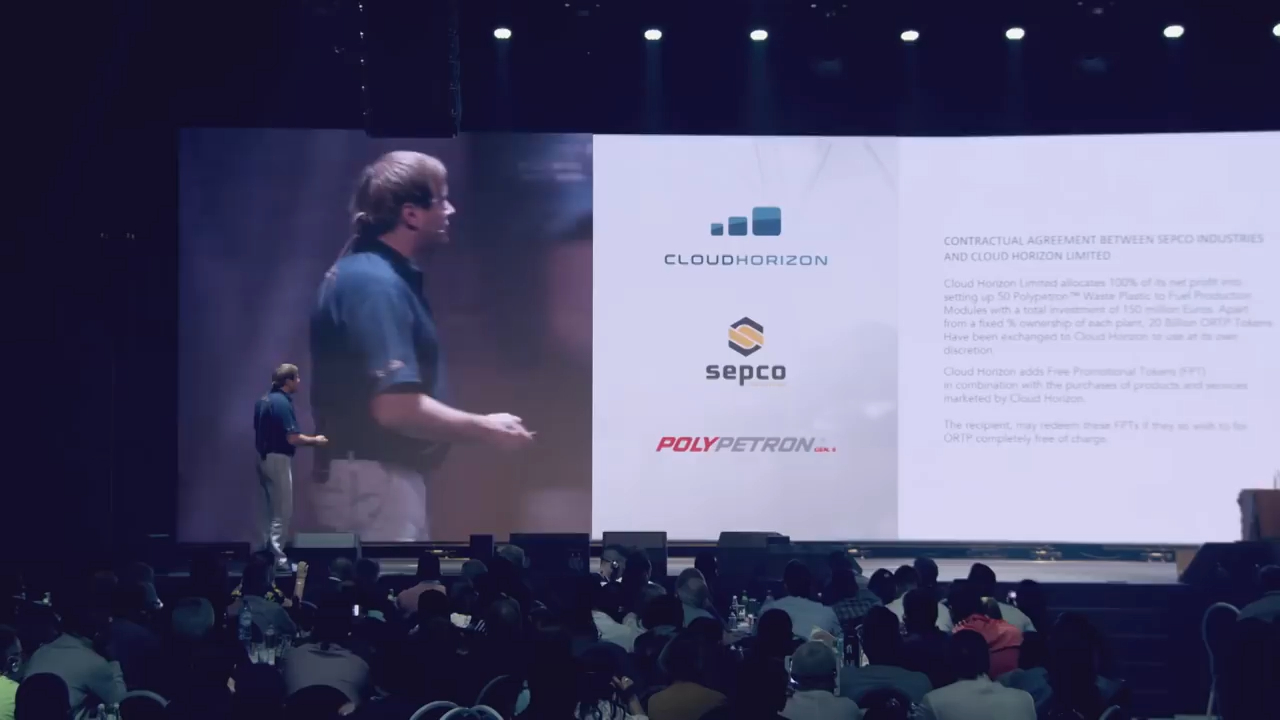 CLOUDHORIZON
sepco
POLYPETRON
CONTRACTUAL AGREEMENT BETWEEN SEPCO INDUSTRIES
AND CLOUD HORIZON LIMITED
Cloud Horizon Limited allocates 100% of its net profit into
setting up 50 Polypetron™ Waste Plastic to Fuel Production
Modules with a total investment of 150 million Euros. Apart
from a fixed % ownership of each plant, 20 Billion ORTP Tokens
Have been exchanged to Cloud Horizon to use at its own
discretion.
Cloud Horizon adds Free Promotional Tokens (FPT)
in combination with the purchases of products and services
marketed by Cloud Horizon.
The recipient, may redeem these FPTs if they so wish to for
ORTP completely free of charge.